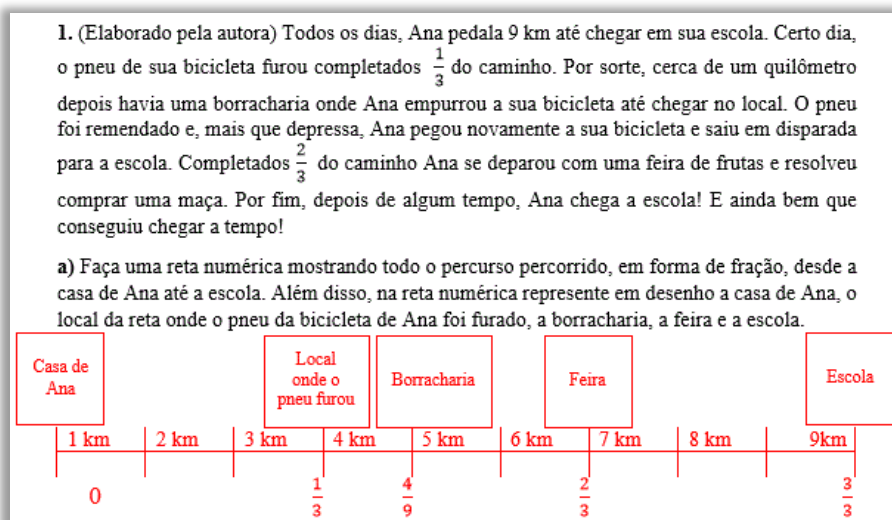 1. (Elaborado pela autora) Todos os dias, Ana pedala 9 km até chegar em sua escola. Certo dia,
o pneu de sua bicicleta furou completados 1/3 do caminho. Por sorte, cerca de um quilômetro
depois havia uma borracharia onde Ana empurrou a sua bicicleta até chegar no local. O pneu
foi remendado e, mais que depressa, Ana pegou novamente a sua bicicleta e saiu em disparada
para a escola. Completados 2/3 do caminho Ana se deparou com uma feira de frutas e resolveu
comprar uma maça. Por fim, depois de algum tempo, Ana chega a escola! E ainda bem que
conseguiu chegar a tempo!
a) Faça uma reta numérica mostrando todo o percurso percorrido, em forma de fração, desde a
casa de Ana até a escola. Além disso, na reta numérica represente em desenho a casa de Ana, o
local da reta onde o pneu da bicicleta de Ana foi furado, a borracharia, a feira e a escola.
Casa de
Ana
Local
onde o
pneu furou
Borracharia
Feira
Escola
1 km 2 km 3 km 4 km 5 km 6 km 7 km 8 km 9km
0 1/3 4/9 2/3 3/3